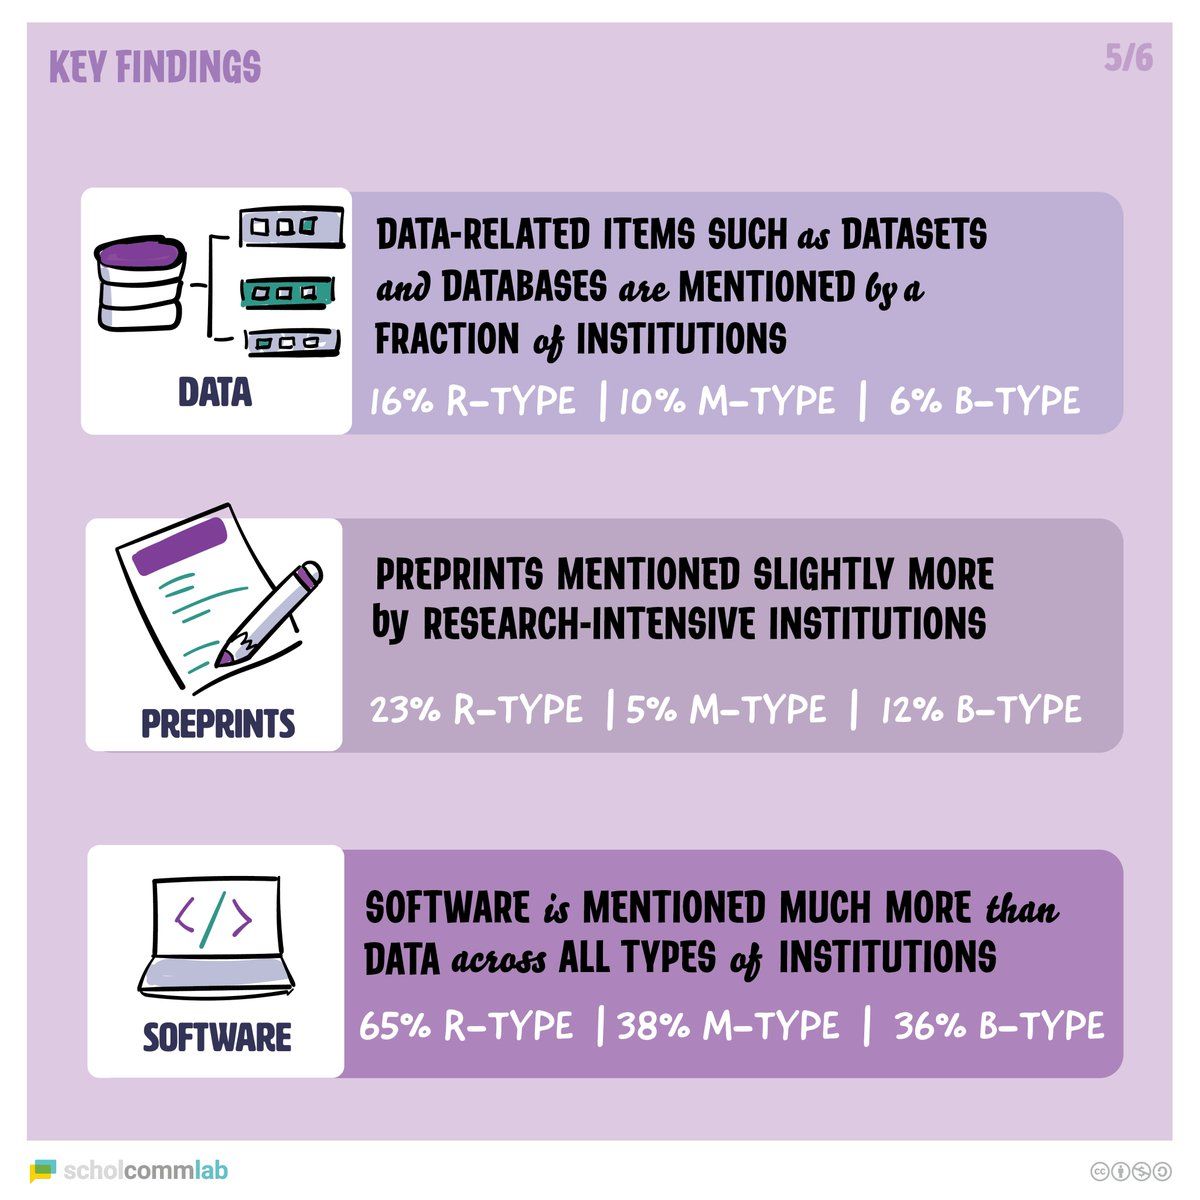 KEY FINDINGS
5/6
DATA-RELATED ITEMS SUCH as DATASETS
and DATABASES are MENTIONED by a
FRACTION of INSTITUTIONS
16% R-TYPE | 10% M-TYPE | 6% B-TYPE
DATA
PREPRINTS MENTIONED SLIGHTLY MORE
by RESEARCH-INTENSIVE INSTITUTIONS
23% R-TYPE | 5% M-TYPE | 12% B-TYPE
PREPRINTS
</>
SOFTWARE is MENTIONED MUCH MORE than
DATA across ALL TYPES of INSTITUTIONS
65% R-TYPE | 38% M-TYPE | 36% B-TYPE
SOFTWARE
scholcommlab
cc